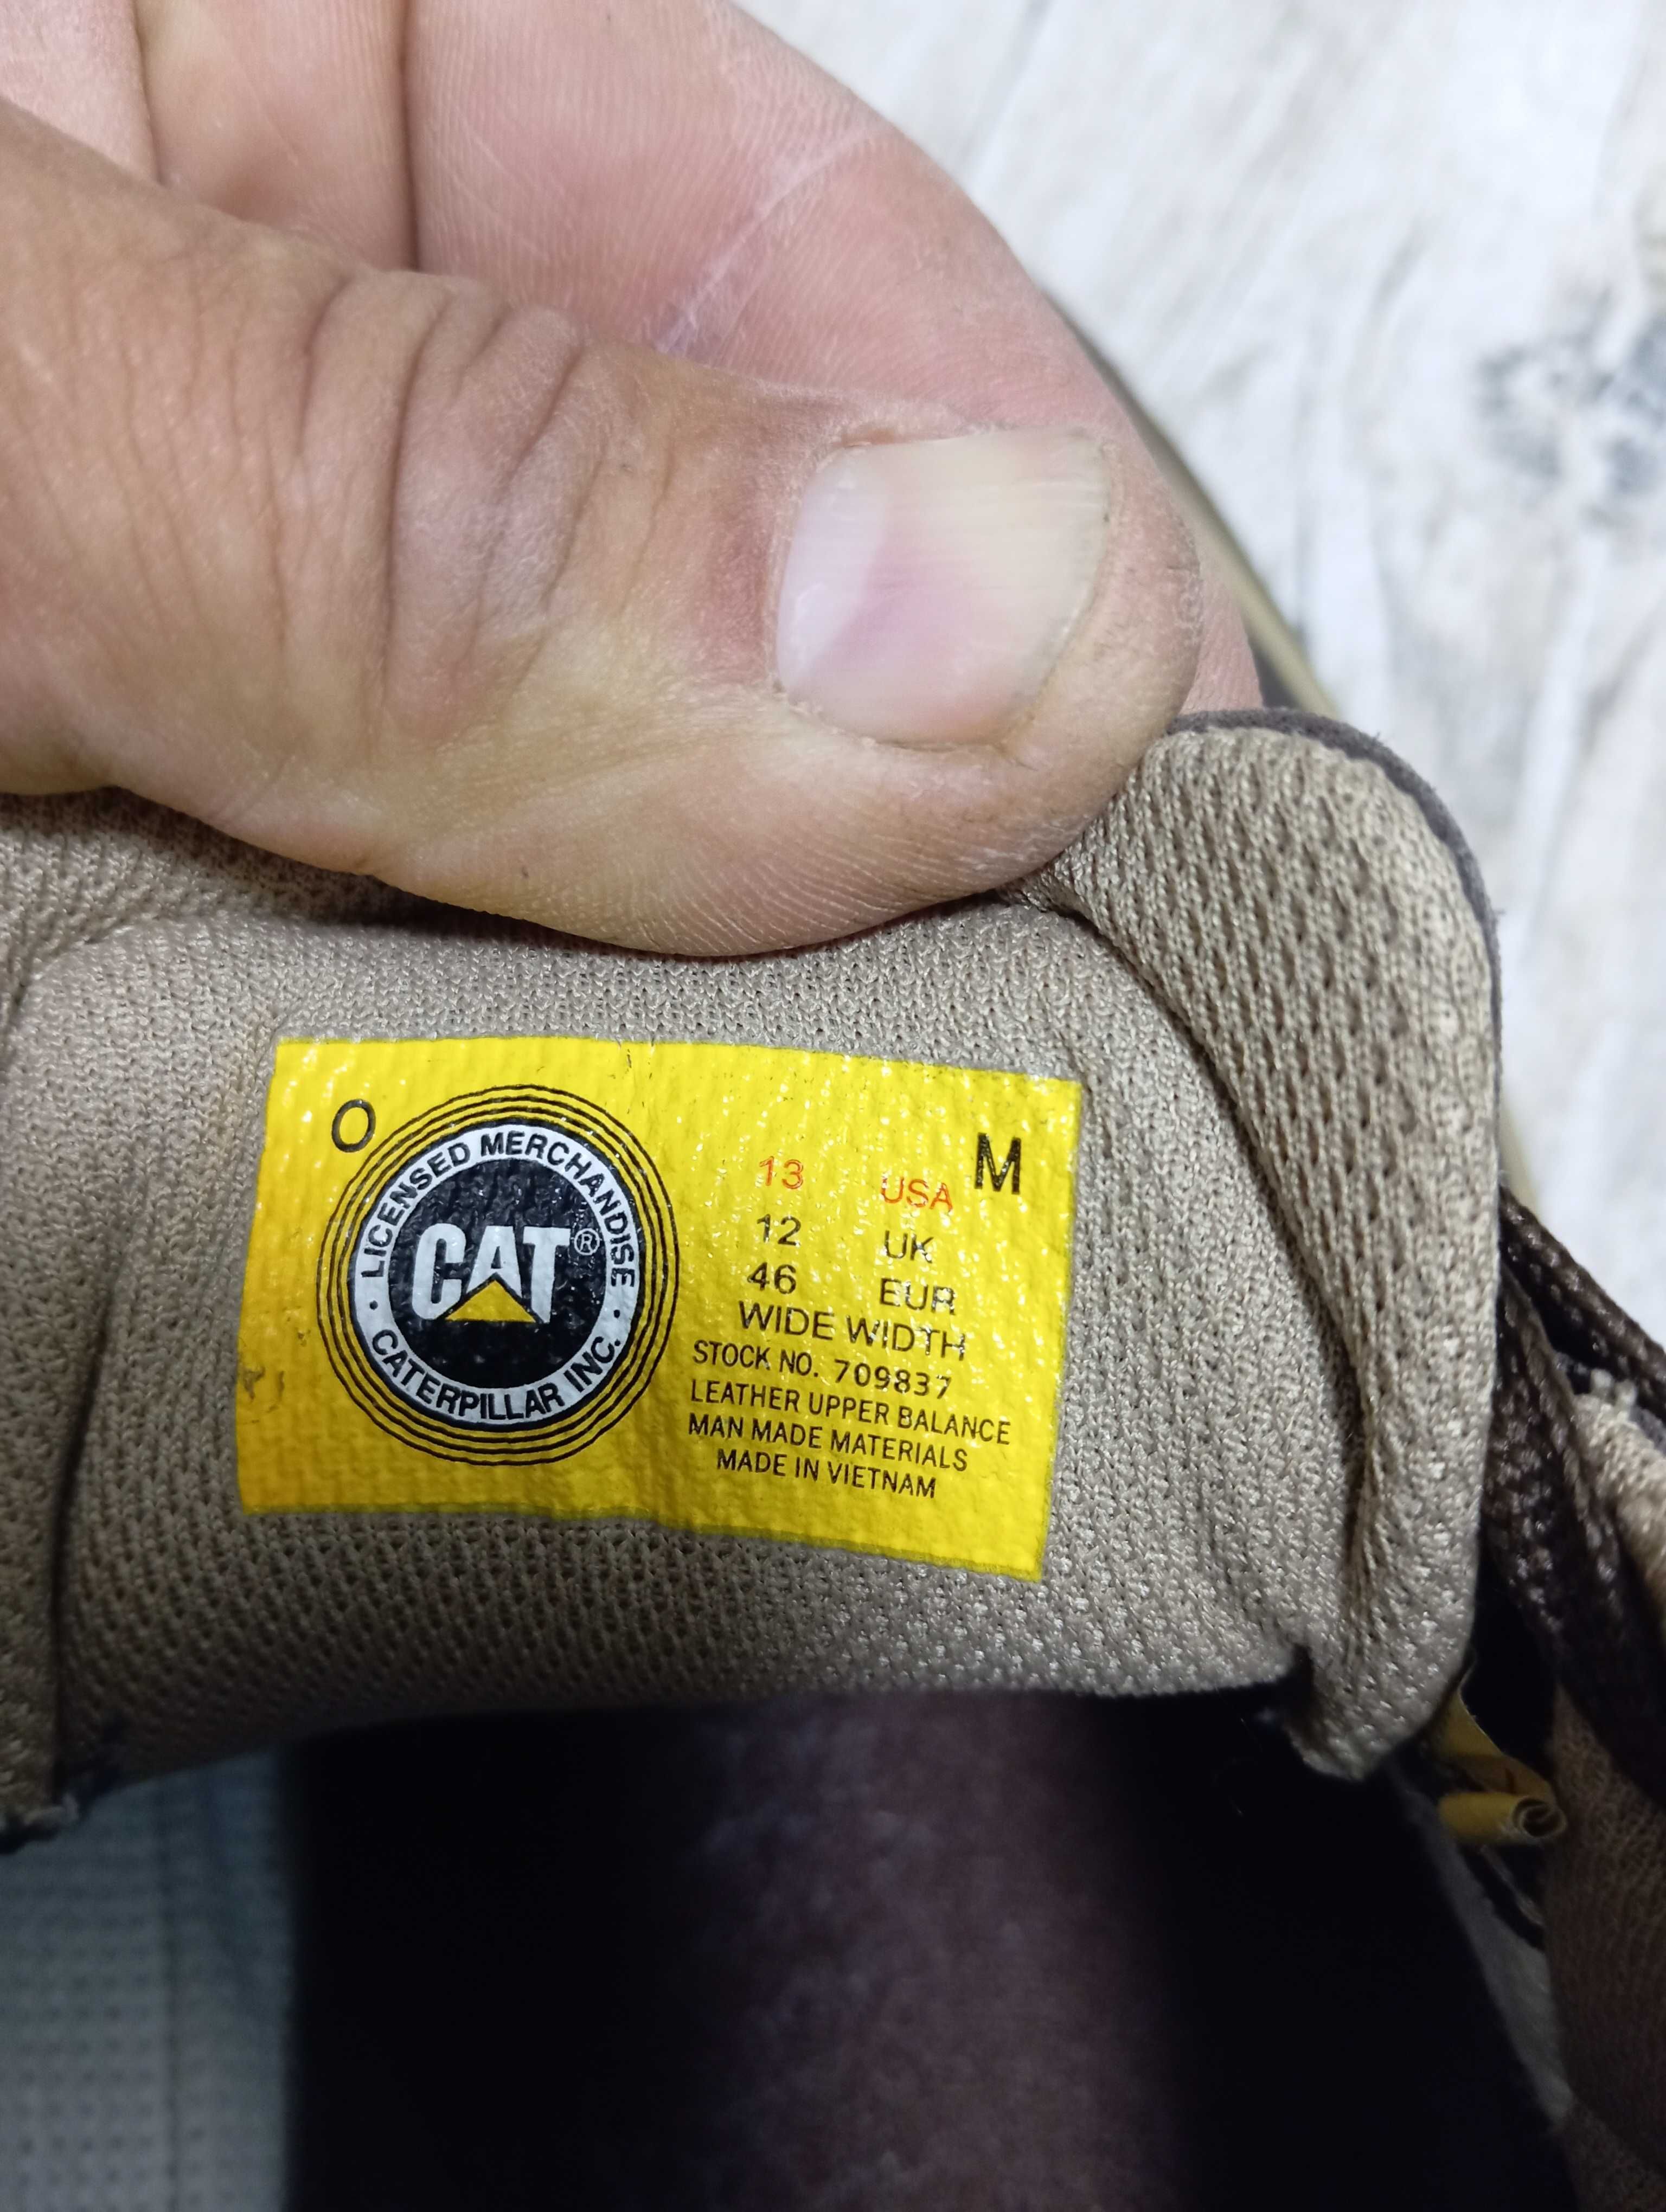 O
LICENSED MERCHANDISE
CAT®
CATERPILLAR INC.
M
13 USA
12 UK
46 EUR
WIDE WIDTH
STOCK NO. 709837
LEATHER UPPER BALANCE
MAN MADE MATERIALS
MADE IN VIETNAM